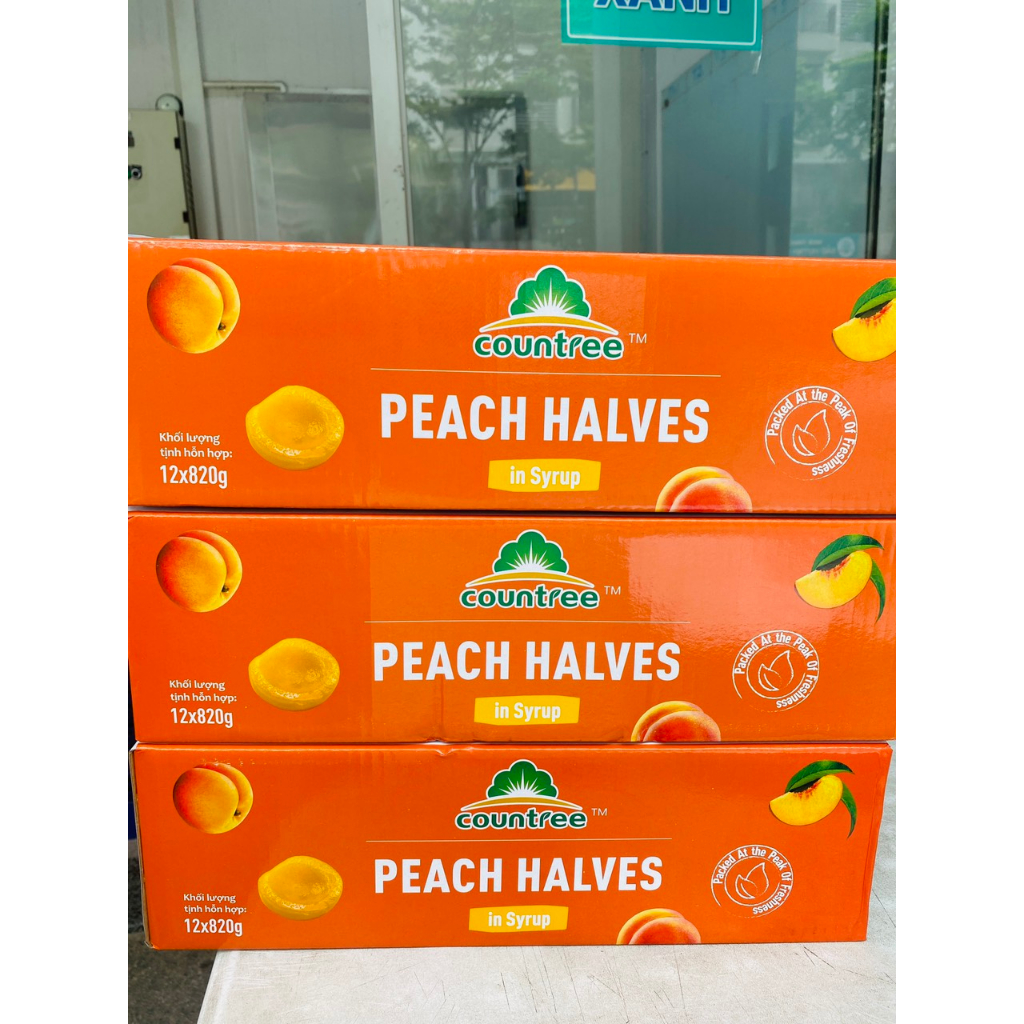 XANH
countree™
PEACH HALVES
in Syrup
Khối lượng
tịnh hỗn hợp:
12x820g
Packed At the Peak Of Freshness
countree™
PEACH HALVES
in Syrup
Khối lượng
tịnh hỗn hợp:
12x820g
Packed At the Peak Of Freshness
countree™
PEACH HALVES
in Syrup
Khối lượng
tịnh hỗn hợp:
12x820g
Packed At the Peak Of Freshness